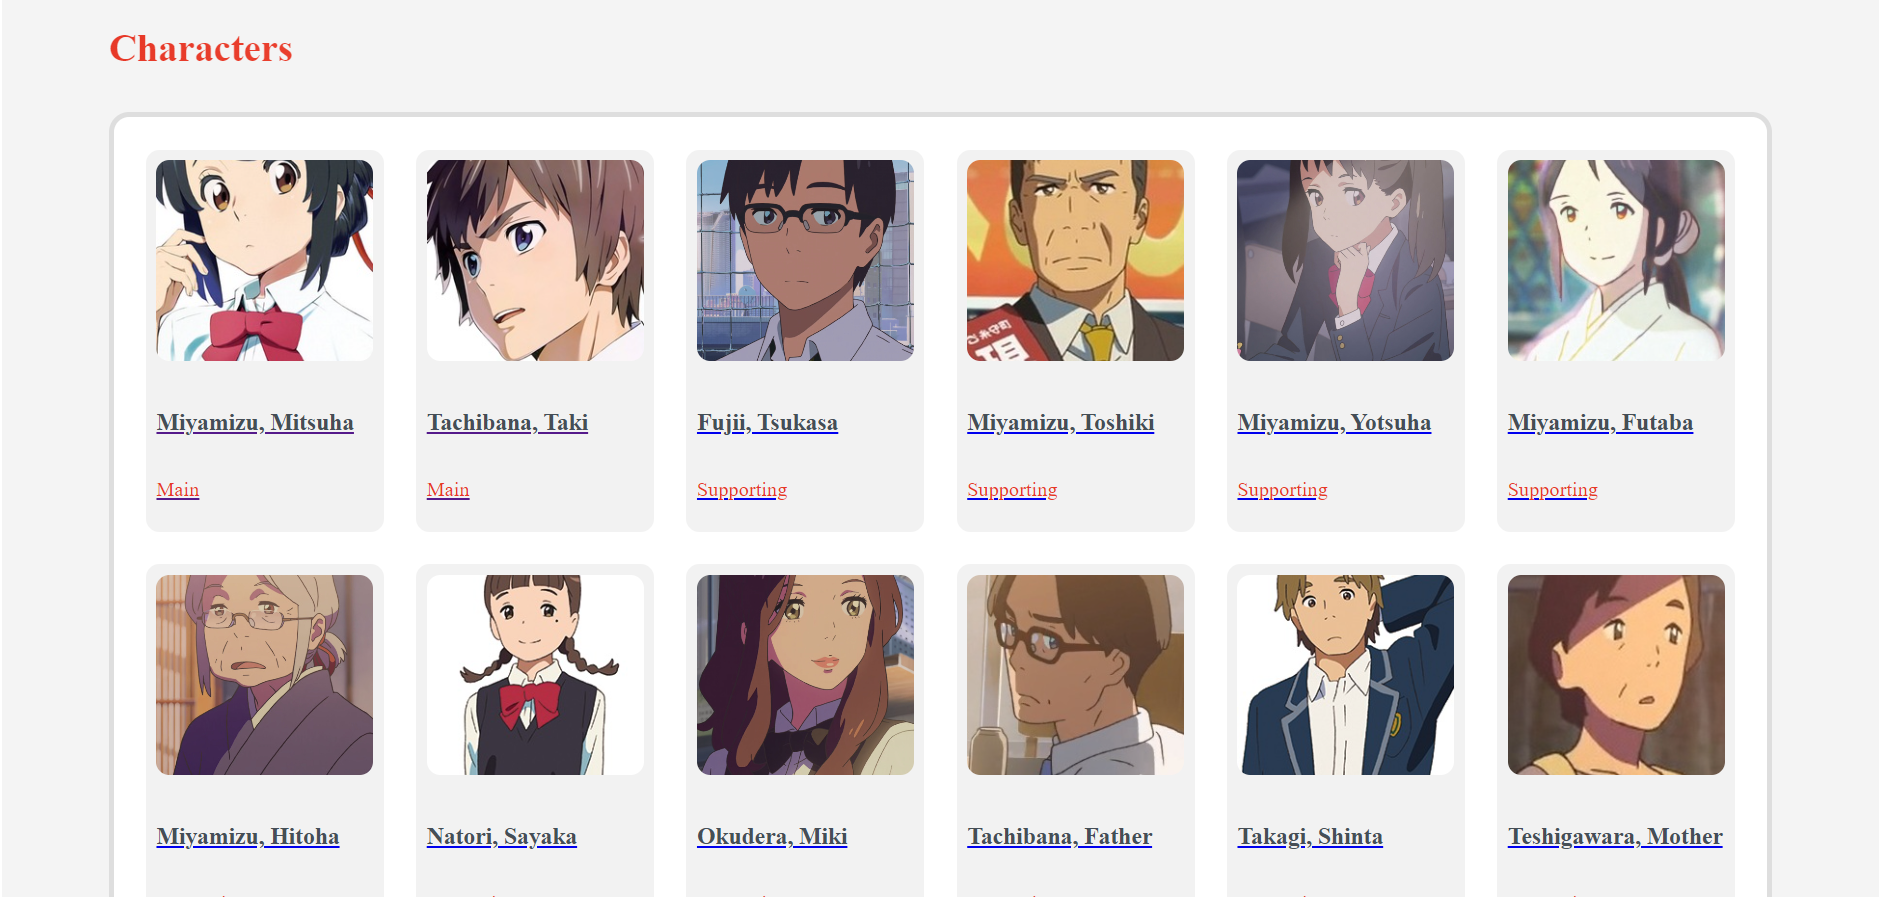 Characters
Miyamizu, Mitsuha
Tachibana, Taki
Fujii, Tsukasa
Miyamizu, Toshiki
Miyamizu, Yotsuha
Miyamizu, Futaba
Main
Main
Supporting
Supporting
Supporting
Supporting
Miyamizu, Hitoha
Natori, Sayaka
Okudera, Miki
Tachibana, Father
Takagi, Shinta
Teshigawara, Mother